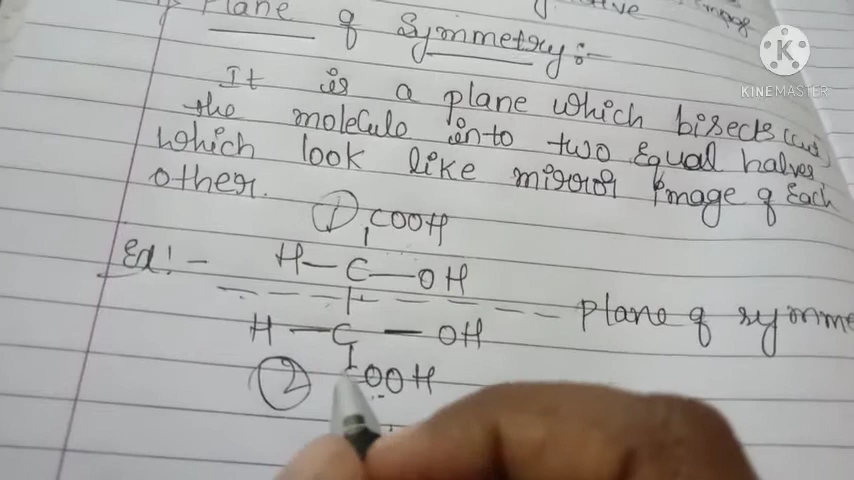 Plane of Symmetry :-
KINEMASTER
It is a plane which bisects (cut)
the molecule into two Equal halves
which look like mirror Image of Each
other.
① COOH
Ex! - H-C-OH
Plane of symme
H-C-OH
② COOH